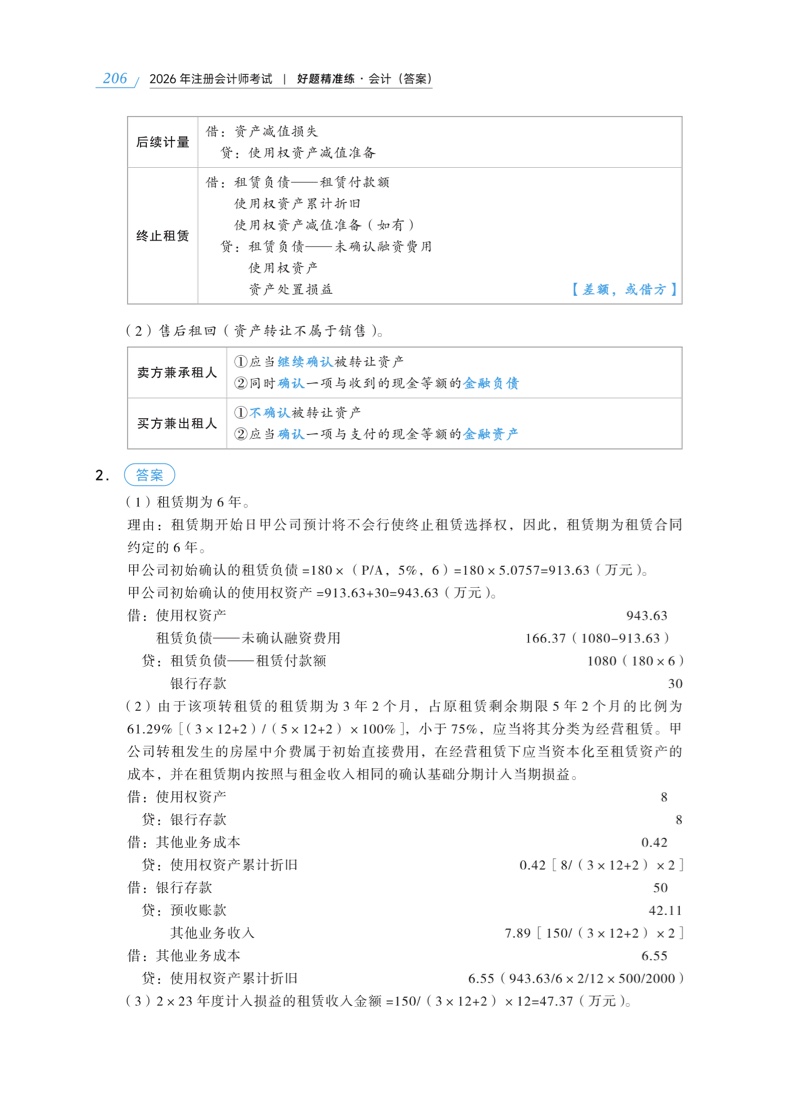 206 2026 年注册会计师考试 | 好题精准练·会计（答案）
后续计量
借：资产减值损失
贷：使用权资产减值准备
终止租赁
借：租赁负债——租赁付款额
使用权资产累计折旧
使用权资产减值准备（如有）
贷：租赁负债——未确认融资费用
使用权资产
资产处置损益 【差额，或借方】
（2）售后租回（资产转让不属于销售）。
卖方兼承租人
①应当继续确认被转让资产
②同时确认一项与收到的现金等额的金融负债
买方兼出租人
①不确认被转让资产
②应当确认一项与支付的现金等额的金融资产
2. 答案
（1）租赁期为 6 年。
理由：租赁期开始日甲公司预计将不会行使终止租赁选择权，因此，租赁期为租赁合同
约定的 6 年。
甲公司初始确认的租赁负债 =180×（P/A，5%，6）=180×5.0757=913.63（万元）。
甲公司初始确认的使用权资产 =913.63+30=943.63（万元）。
借：使用权资产 943.63
租赁负债——未确认融资费用 166.37（1080-913.63）
贷：租赁负债——租赁付款额 1080（180×6）
银行存款 30
（2）由于该项转租赁的租赁期为 3 年 2 个月，占原租赁剩余期限 5 年 2 个月的比例为
61.29%［（3×12+2）/（5×12+2）×100%］，小于 75%，应当将其分类为经营租赁。甲
公司转租发生的房屋中介费属于初始直接费用，在经营租赁下应当资本化至租赁资产的
成本，并在租赁期内按照与租金收入相同的确认基础分期计入当期损益。
借：使用权资产 8
贷：银行存款 8
借：其他业务成本 0.42
贷：使用权资产累计折旧 0.42［8/（3×12+2）×2］
借：银行存款 50
贷：预收账款 42.11
其他业务收入 7.89［150/（3×12+2）×2］
借：其他业务成本 6.55
贷：使用权资产累计折旧 6.55（943.63/6×2/12×500/2000）
（3）2×23 年度计入损益的租赁收入金额 =150/（3×12+2）×12=47.37（万元）。